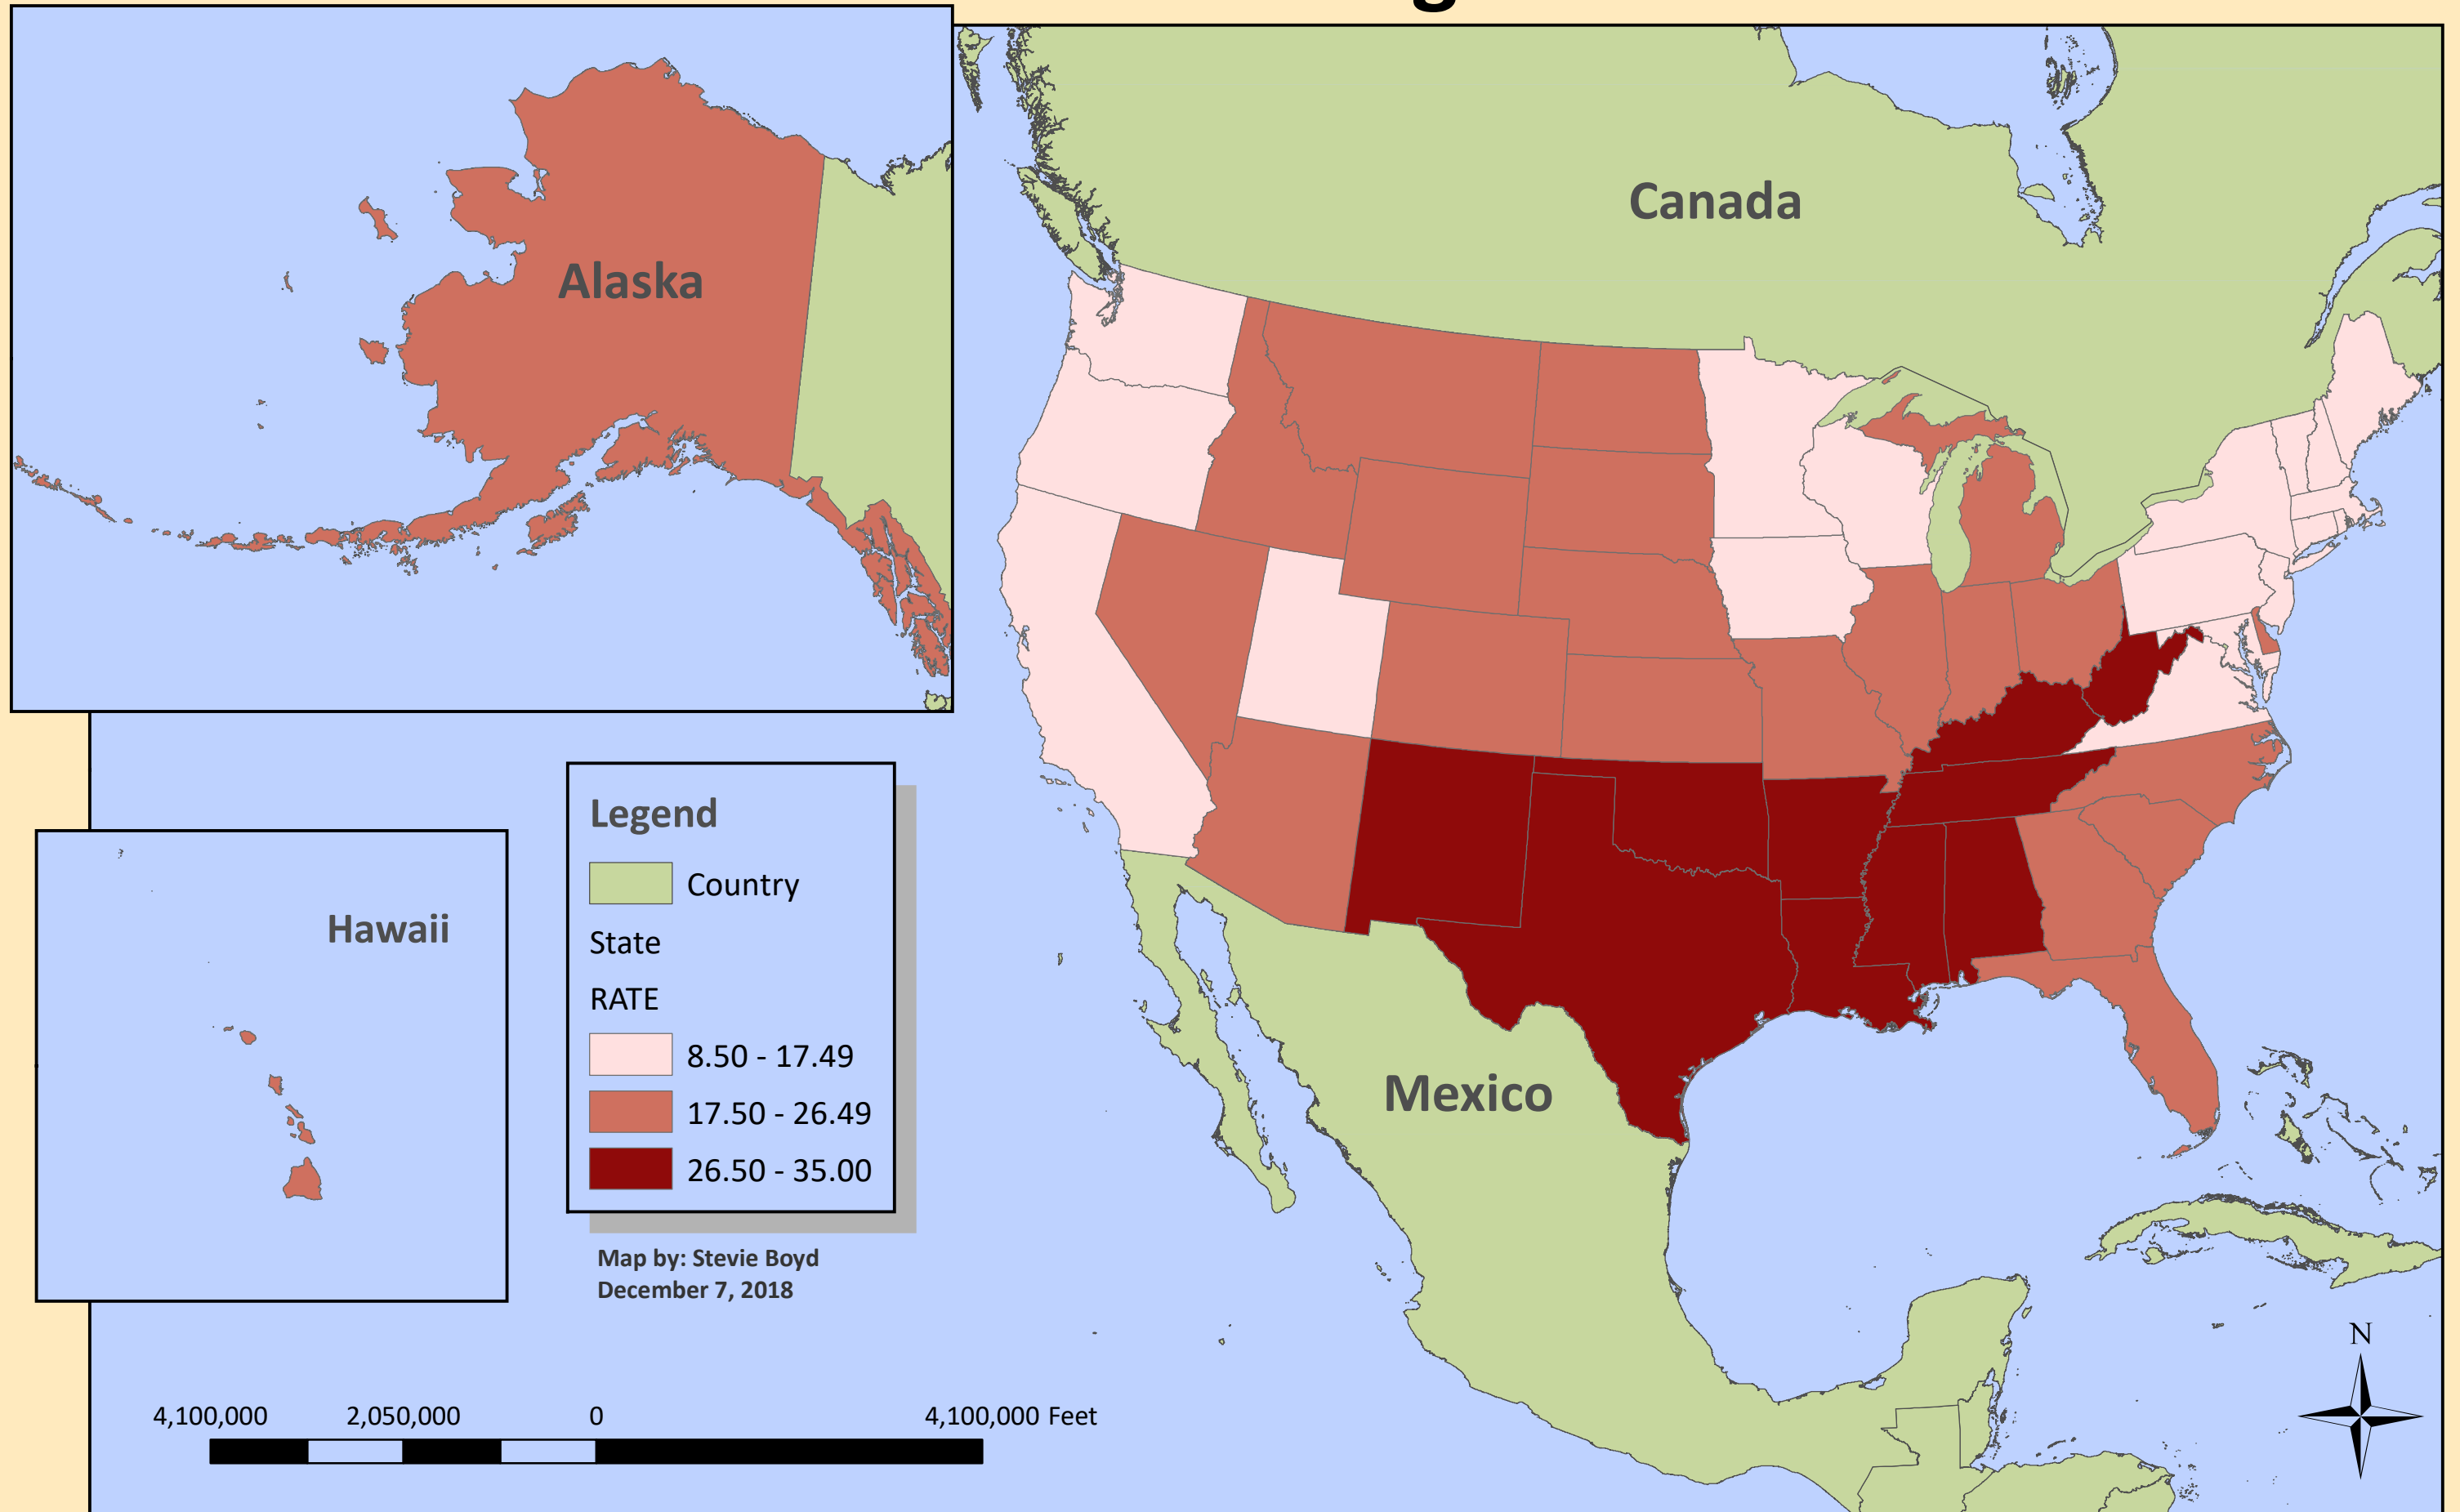 g
Canada
Alaska
Hawaii
Legend
Country
State
RATE
8.50 - 17.49
17.50 - 26.49
26.50 - 35.00
Mexico
Map by: Stevie Boyd
December 7, 2018
N
4,100,000 2,050,000 0 4,100,000 Feet